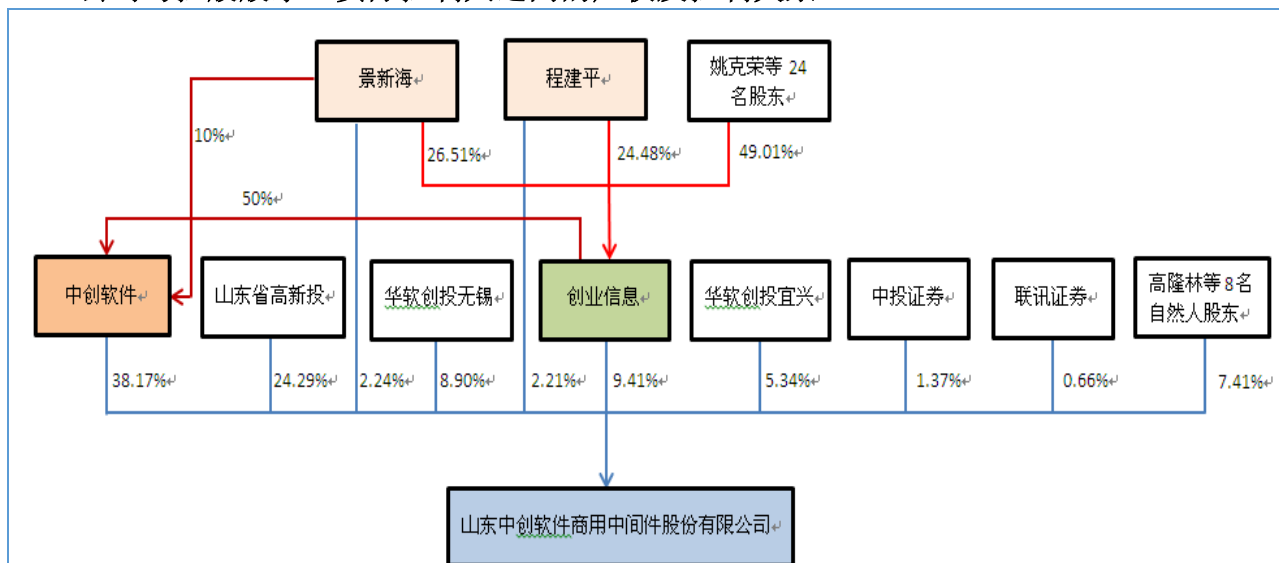 景新海
程建平
姚克荣等 24
名股东
10%
26.51%
24.48%
49.01%
50%
中创软件
山东省高新投
华软创投无锡
创业信息
华软创投宜兴
中投证券
联讯证券
高隆林等 8 名
自然人股东
38.17%
24.29%
2.24%
8.90%
2.21%
9.41%
5.34%
1.37%
0.66%
7.41%
山东中创软件商用中间件股份有限公司